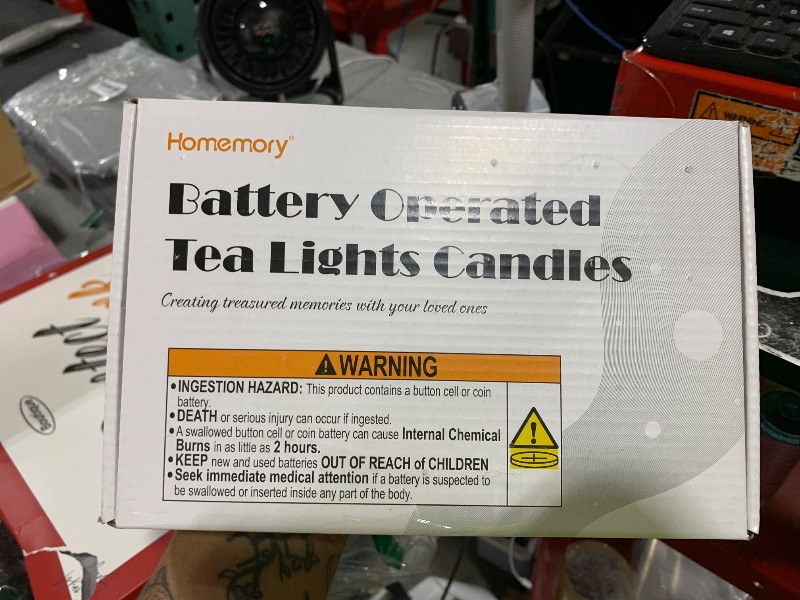 Homemory
Battery Operated
Tea Lights Candles
Creating treasured memories with your loved ones
WARNING
• INGESTION HAZARD: This product contains a button cell or coin
battery.
• DEATH or serious injury can occur if ingested.
• A swallowed button cell or coin battery can cause Internal Chemical
Burns in as little as 2 hours.
• KEEP new and used batteries OUT OF REACH of CHILDREN
• Seek immediate medical attention if a battery is suspected to
be swallowed or inserted inside any part of the body.
Boutique